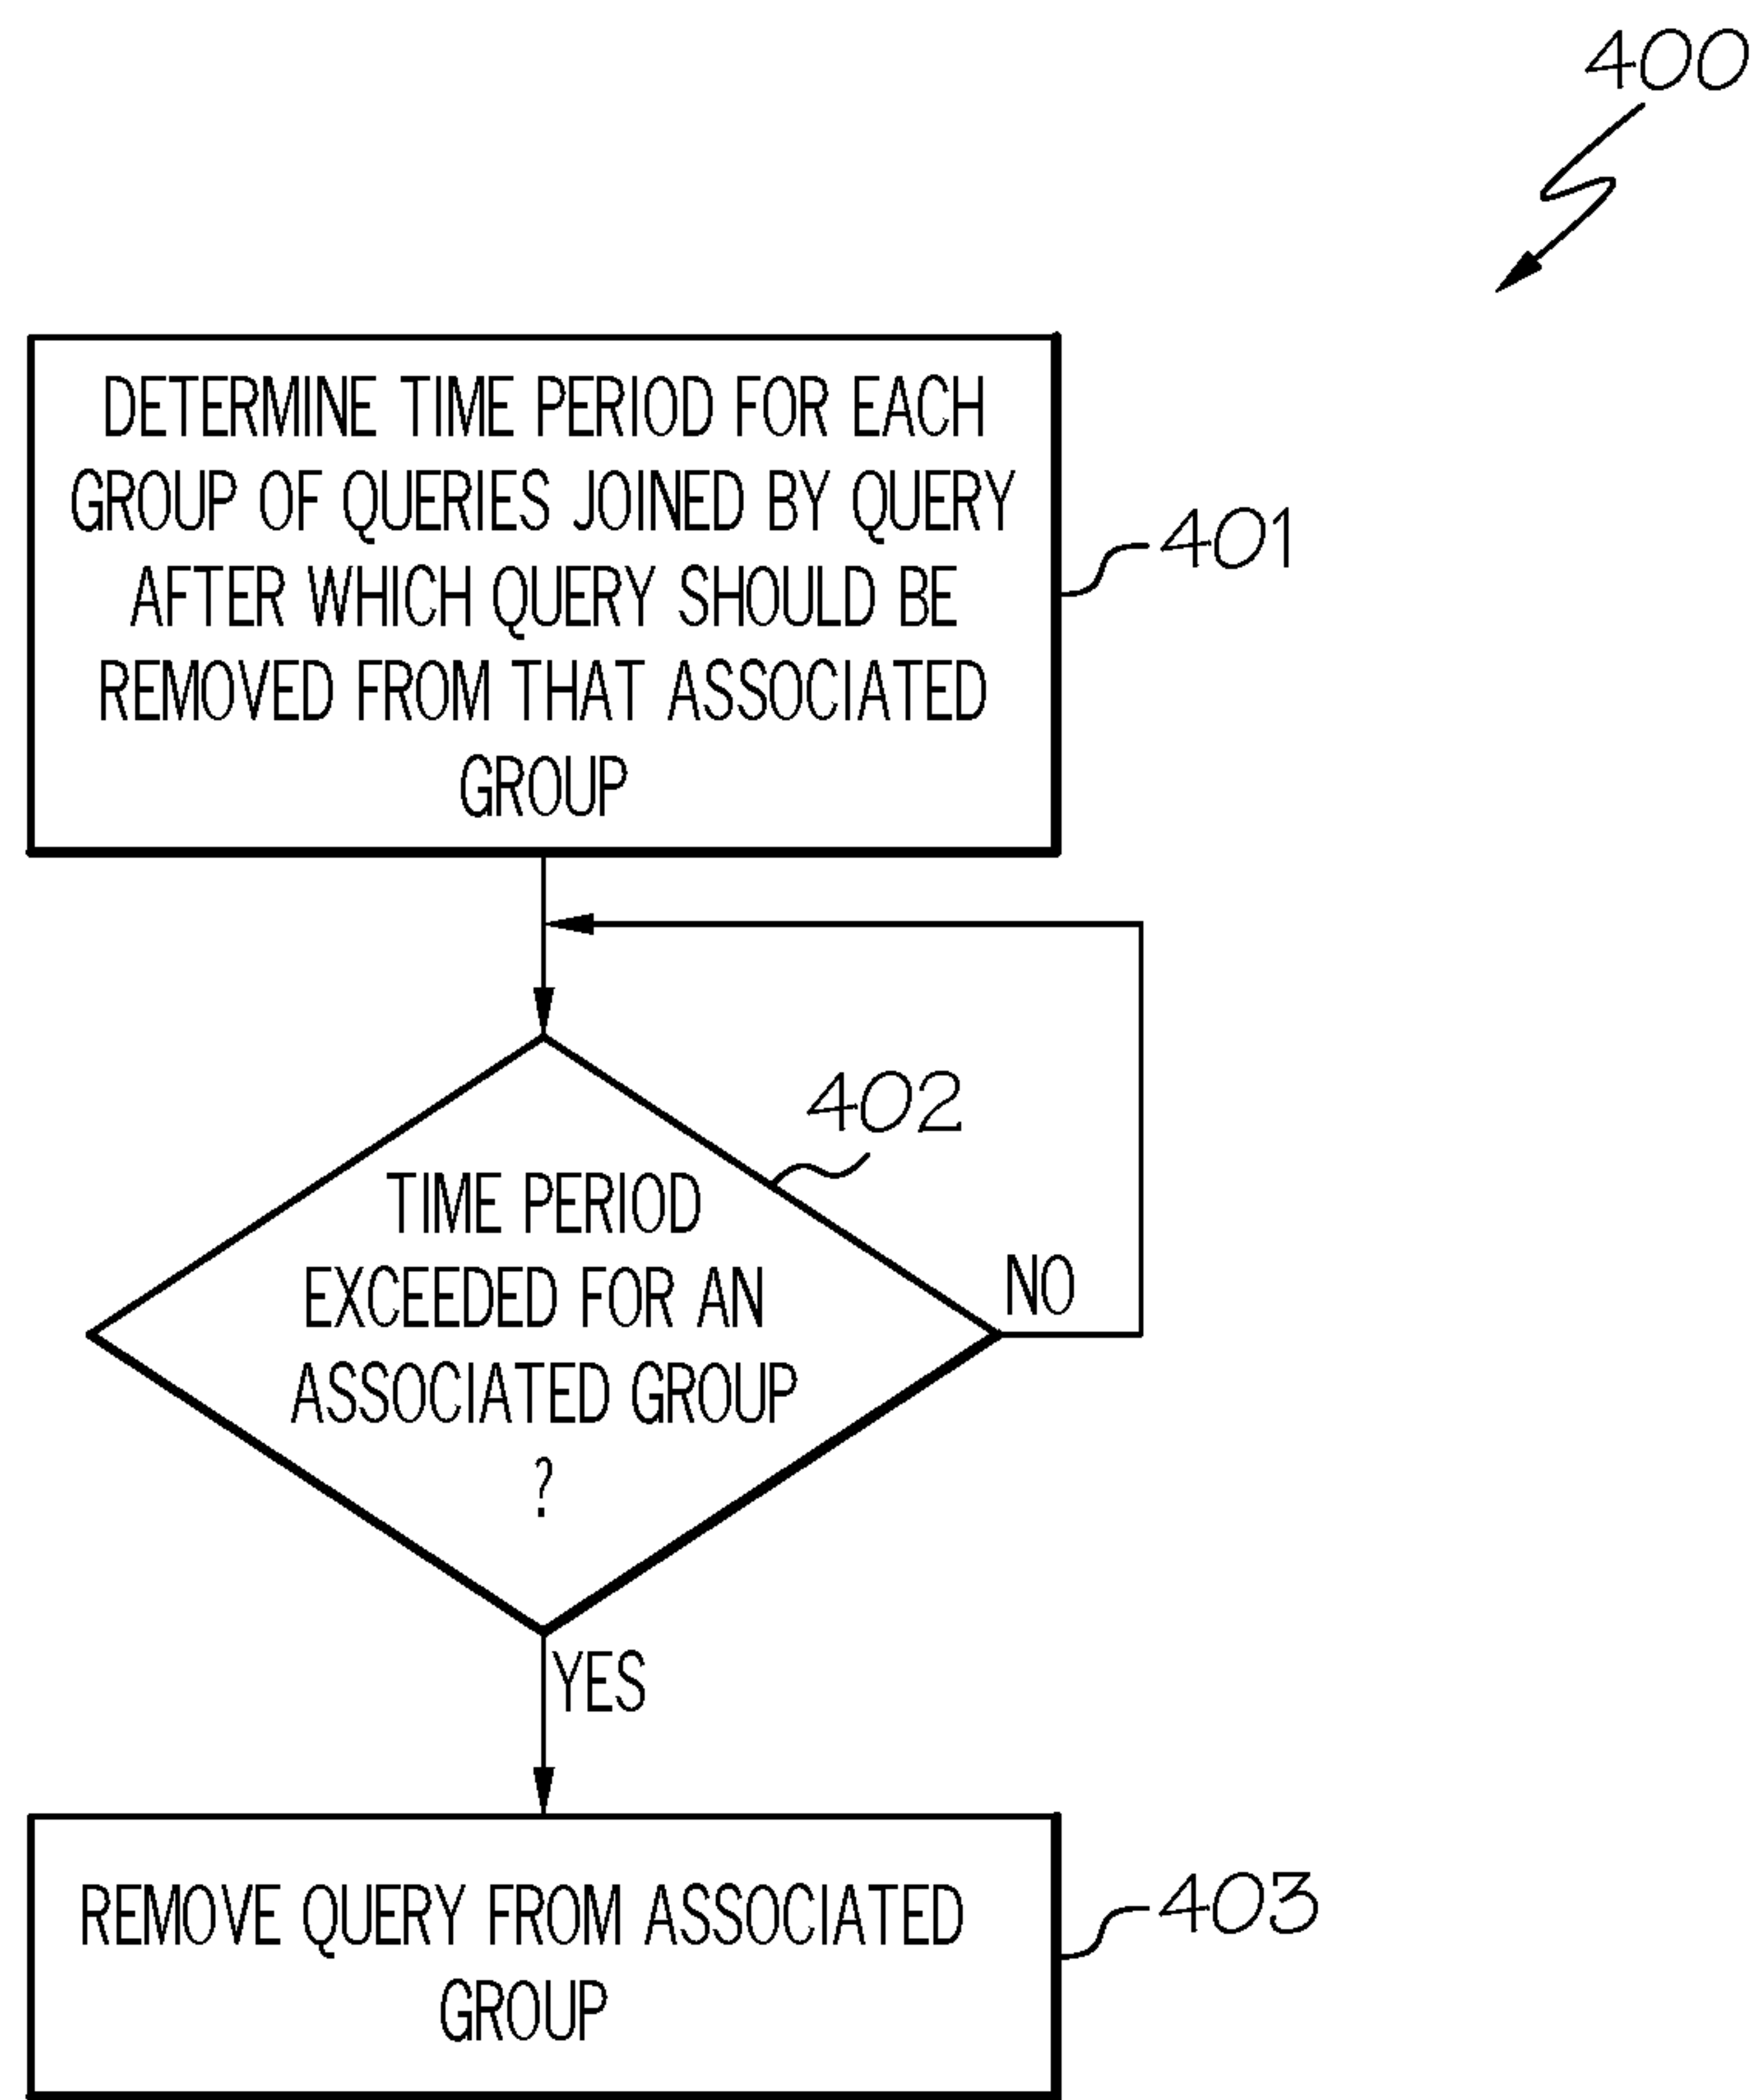 400
DETERMINE TIME PERIOD FOR EACH
GROUP OF QUERIES JOINED BY QUERY
AFTER WHICH QUERY SHOULD BE
REMOVED FROM THAT ASSOCIATED
GROUP
401
402
TIME PERIOD
EXCEEDED FOR AN
ASSOCIATED GROUP
?
NO
YES
REMOVE QUERY FROM ASSOCIATED
GROUP
403